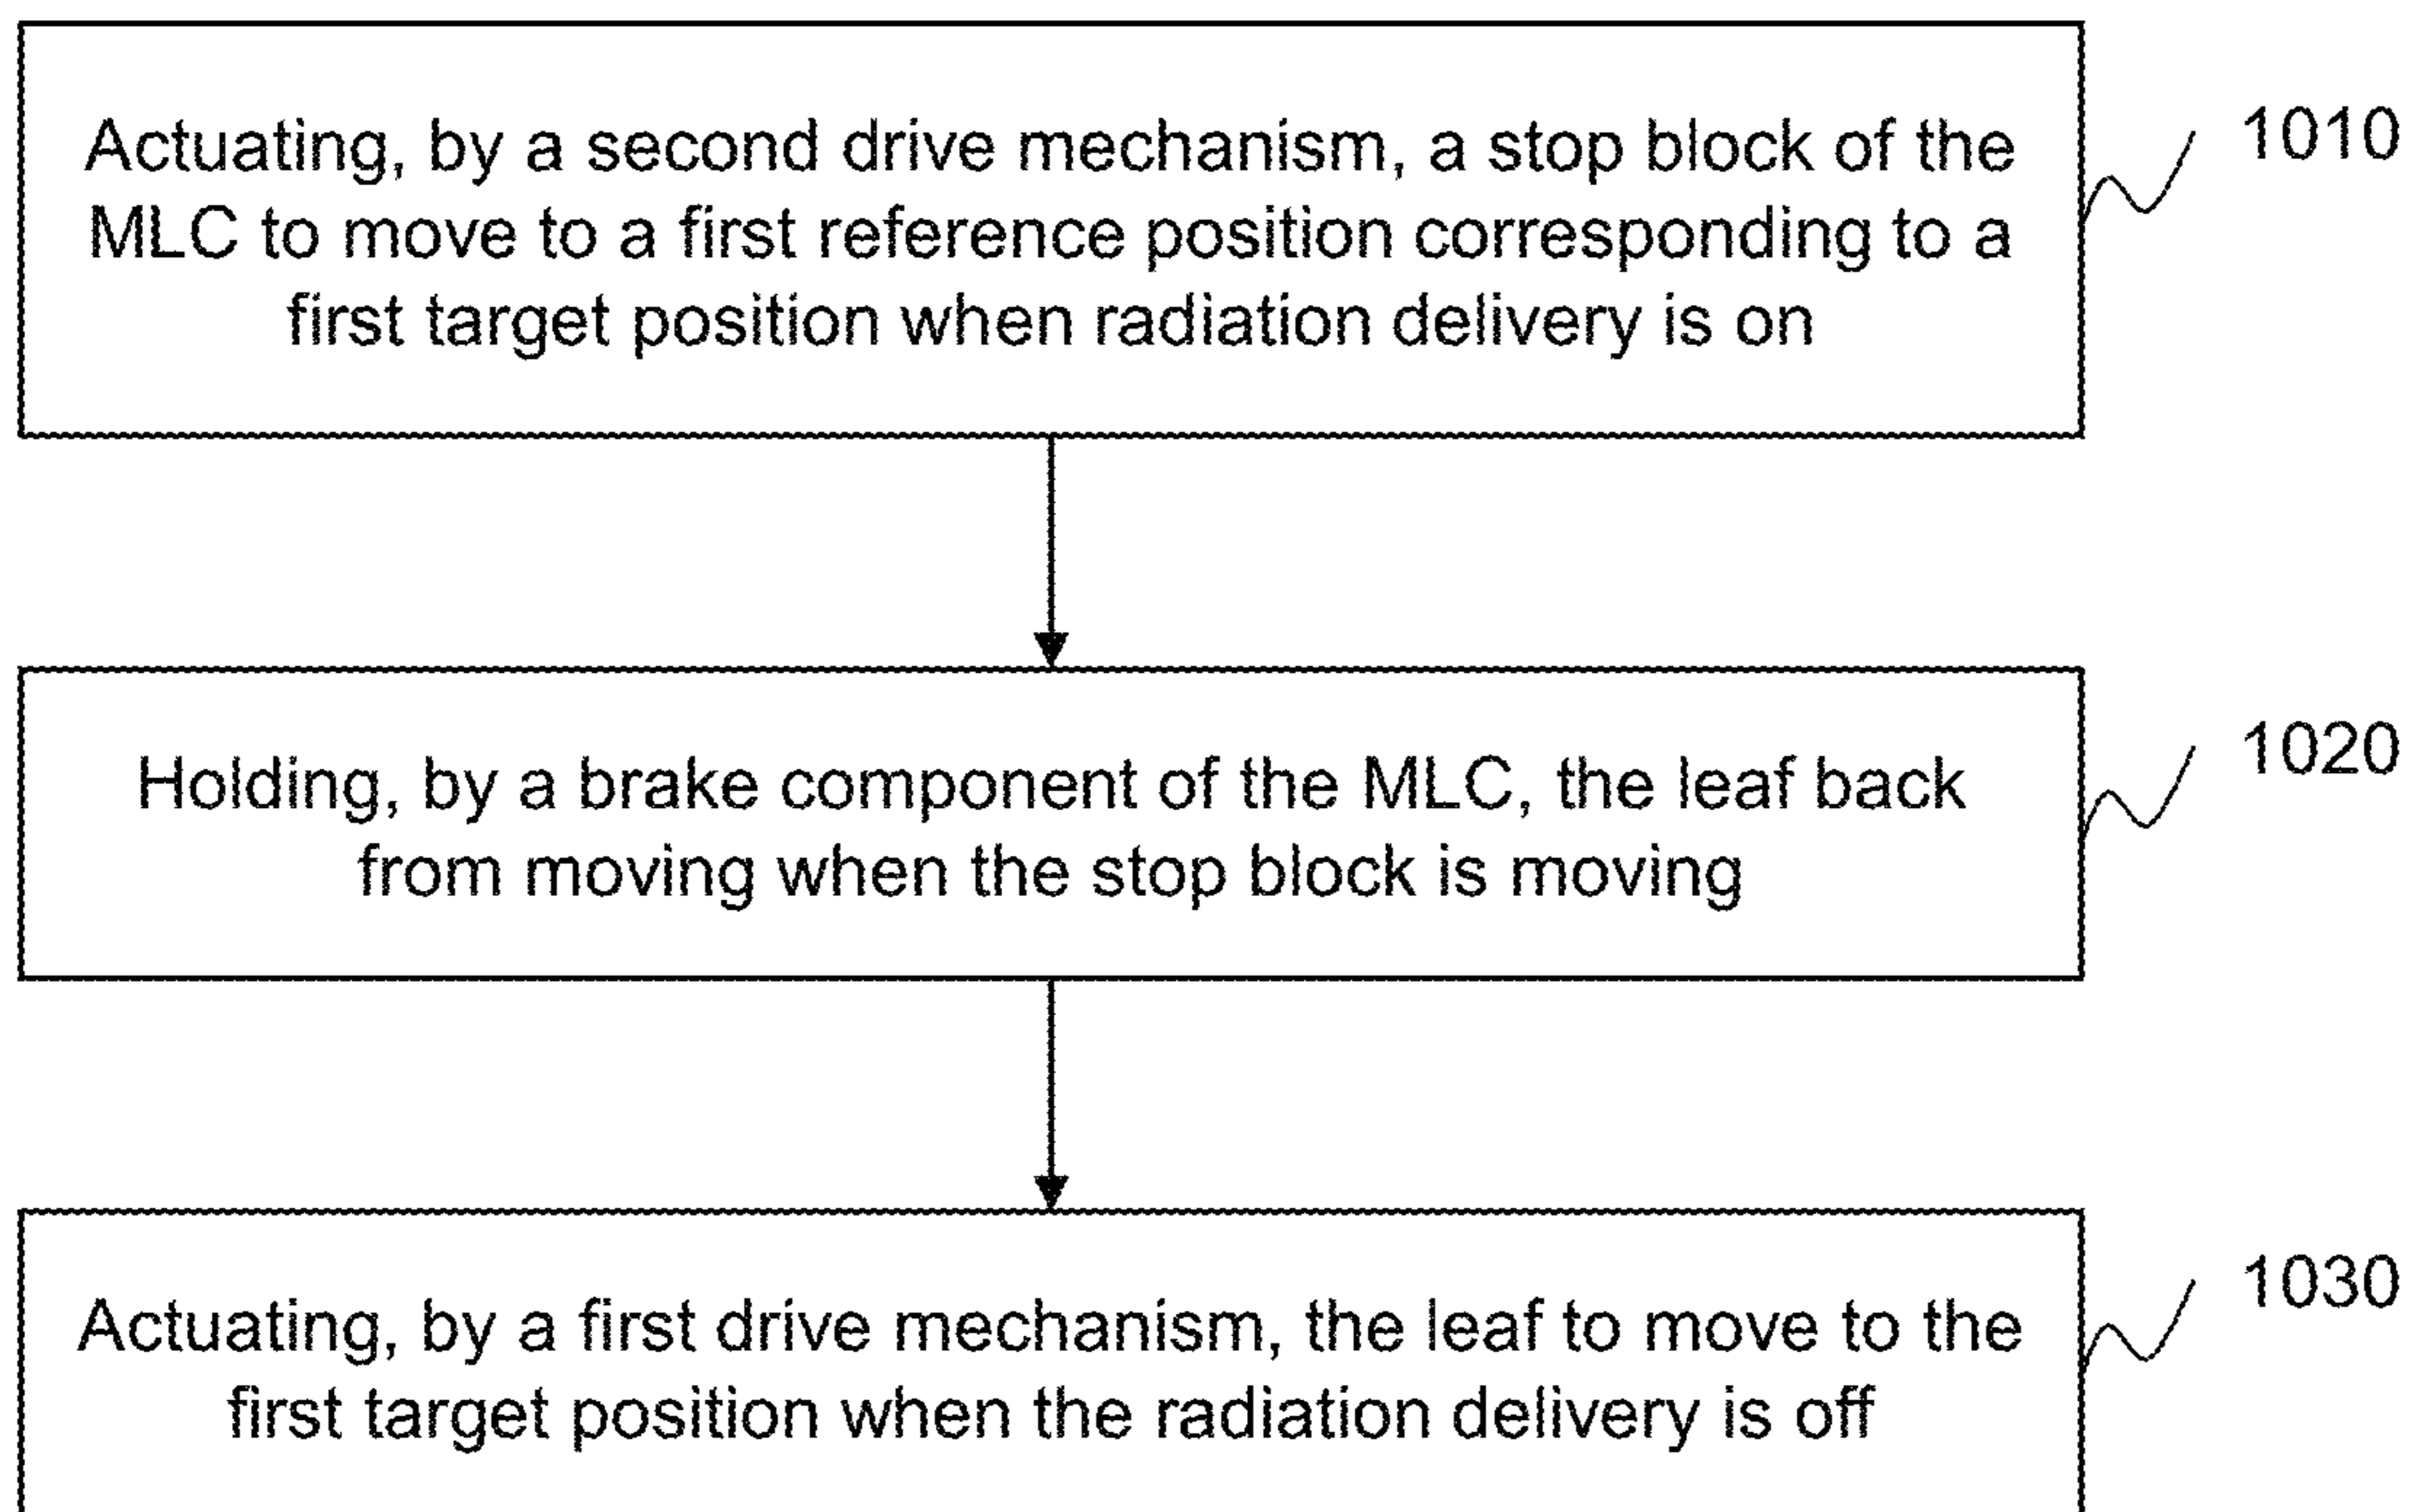 Actuating, by a second drive mechanism, a stop block of the
MLC to move to a first reference position corresponding to a
first target position when radiation delivery is on
1010
Holding, by a brake component of the MLC, the leaf back
from moving when the stop block is moving
1020
Actuating, by a first drive mechanism, the leaf to move to the
first target position when the radiation delivery is off
1030